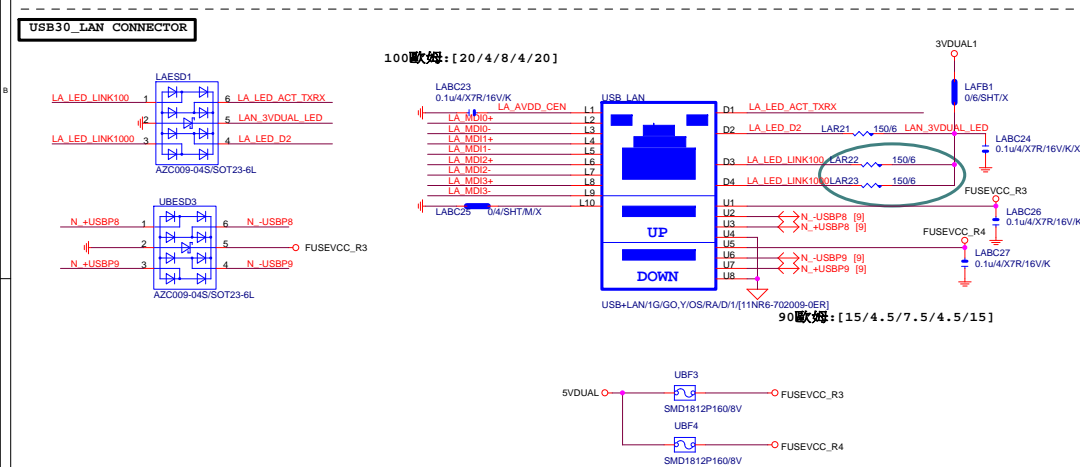 USB30_LAN CONNECTOR
B
100歐姆:[20/4/8/4/20]
3VDUAL1
LAESD1
LA_LED_LINK100 1 6 LA_LED_ACT_TXRX
2 5 LAN_3VDUAL_LED
LA_LED_LINK1000 3 4 LA_LED_D2
AZC009-04S/SOT23-6L
UBESD3
N_+USBP8 1 6 N_-USBP8
2 5 FUSEVCC_R3
N_+USBP9 3 4 N_-USBP9
AZC009-04S/SOT23-6L
LABC23
0.1u/4/X7R/16V/K
LA_AVDD_CEN L1
LA_MDI0+ L2
LA_MDI0- L3
LA_MDI1+ L4
LA_MDI1- L5
LA_MDI2+ L6
LA_MDI2- L7
LA_MDI3+ L8
LA_MDI3- L9
L10
LABC25 0/4/SHT/M/X
USB_LAN
UP
DOWN
USB+LAN/1G/GO,Y/OS/RA/D/1/[11NR6-702009-0ER]
D1 LA_LED_ACT_TXRX
D2 LA_LED_D2 LAR21 150/6 LAN_3VDUAL_LED
D3 LA_LED_LINK100 LAR22 150/6
D4 LA_LED_LINK1000 LAR23 150/6
LAFB1
0/6/SHT/X
LABC24
0.1u/4/X7R/16V/K/X
U1 FUSEVCC_R3
U2 N_-USBP8 [9]
U3 N_+USBP8 [9]
U4
U5 FUSEVCC_R4
U6 N_-USBP9 [9]
U7 N_+USBP9 [9]
U8
LABC26
0.1u/4/X7R/16V/K
LABC27
0.1u/4/X7R/16V/K
90歐姆:[15/4.5/7.5/4.5/15]
UBF3
5VDUAL FUSEVCC_R3
SMD1812P160/8V
UBF4
FUSEVCC_R4
SMD1812P160/8V